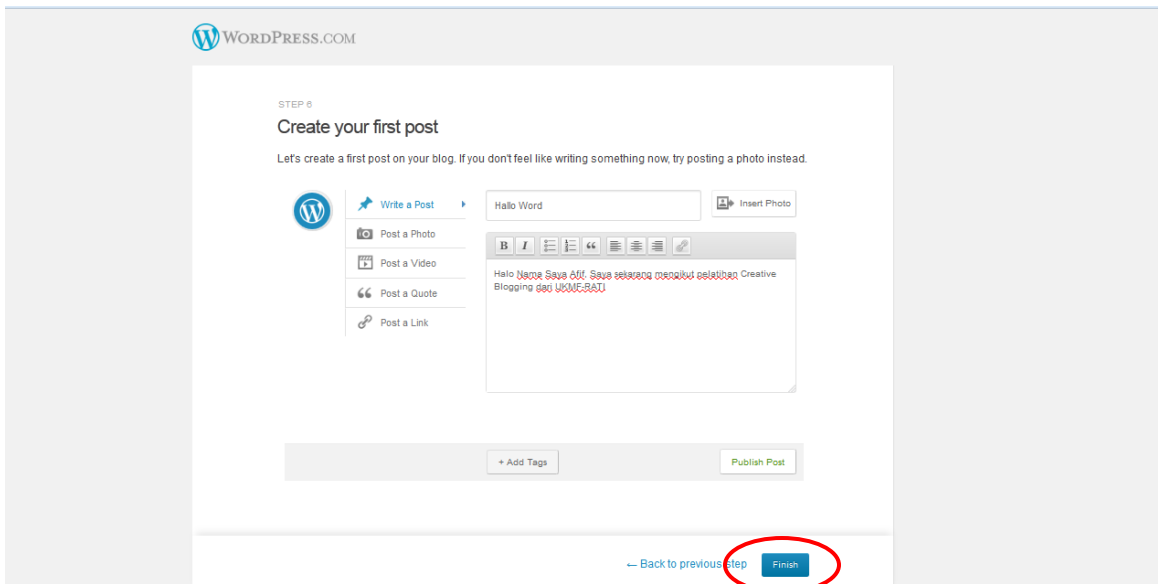 WORDPRESS.COM
STEP 6
Create your first post
Let's create a first post on your blog. If you don't feel like writing something now, try posting a photo instead.
Write a Post
Post a Photo
Post a Video
Post a Quote
Post a Link
Hallo Word
Insert Photo
B I
Halo Nama Saya Afif. Saya sekarang mengikut pelatihan Creative
Blogging dari UKMF-RATI
+ Add Tags
Publish Post
← Back to previous step
Finish